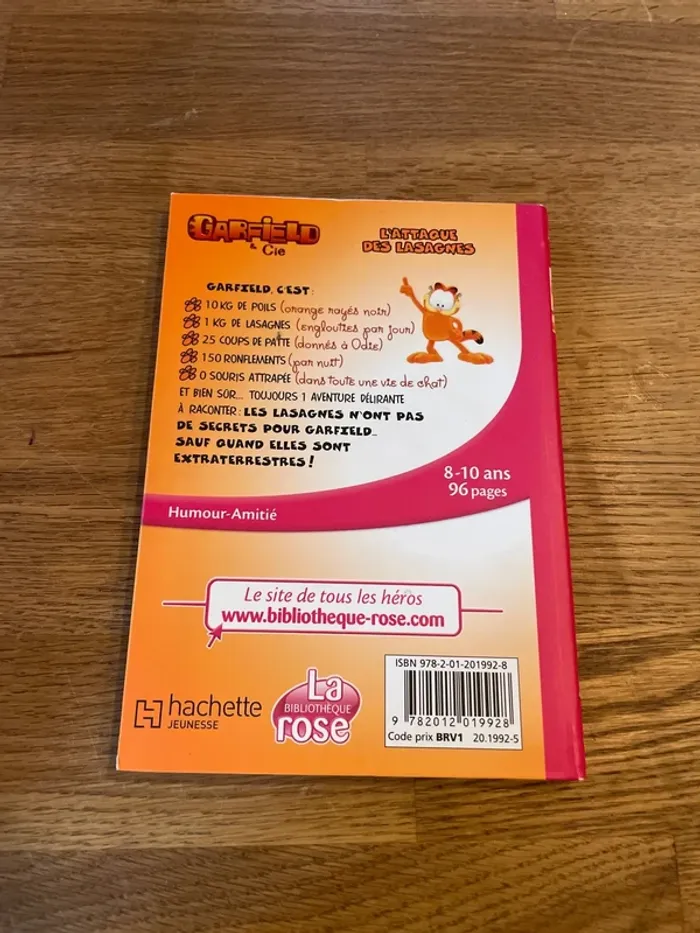 GARFIELD
& Cie
L'ATTAQUE
DES LASAGNES
GARFIELD, C'EST :
10 KG DE POILS (orange rayés noir)
1 KG DE LASAGNES (englouties par jour)
25 COUPS DE PATTE (donnés à Odie)
150 RONFLEMENTS (par nuit)
0 SOURIS ATTRAPÉE (dans toute une vie de chat)
ET BIEN SÛR... TOUJOURS 1 AVENTURE DÉLIRANTE
À RACONTER : LES LASAGNES N'ONT PAS
DE SECRETS POUR GARFIELD...
SAUF QUAND ELLES SONT
EXTRATERRESTRES !
8-10 ans
96 pages
Humour-Amitié
Le site de tous les héros
www.bibliotheque-rose.com
hachette
JEUNESSE
La
BIBLIOTHÈQUE
rose
ISBN 978-2-01-201992-8
9 782012 019928
Code prix BRV1 20.1992-5